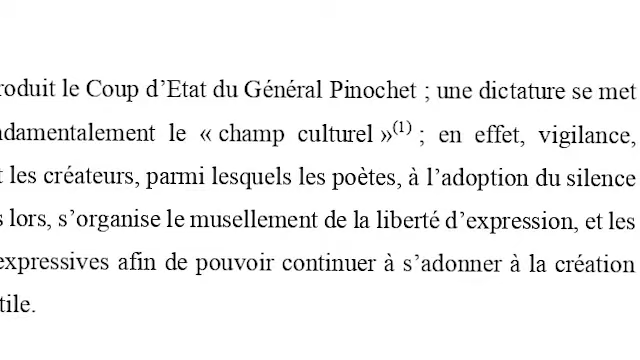 roduit le Coup d’Etat du Général Pinochet ; une dictature se met
ndamentalement le « champ culturel »(1) ; en effet, vigilance,
t les créateurs, parmi lesquels les poètes, à l’adoption du silence
s lors, s’organise le musellement de la liberté d’expression, et les
expressives afin de pouvoir continuer à s’adonner à la création
tile.